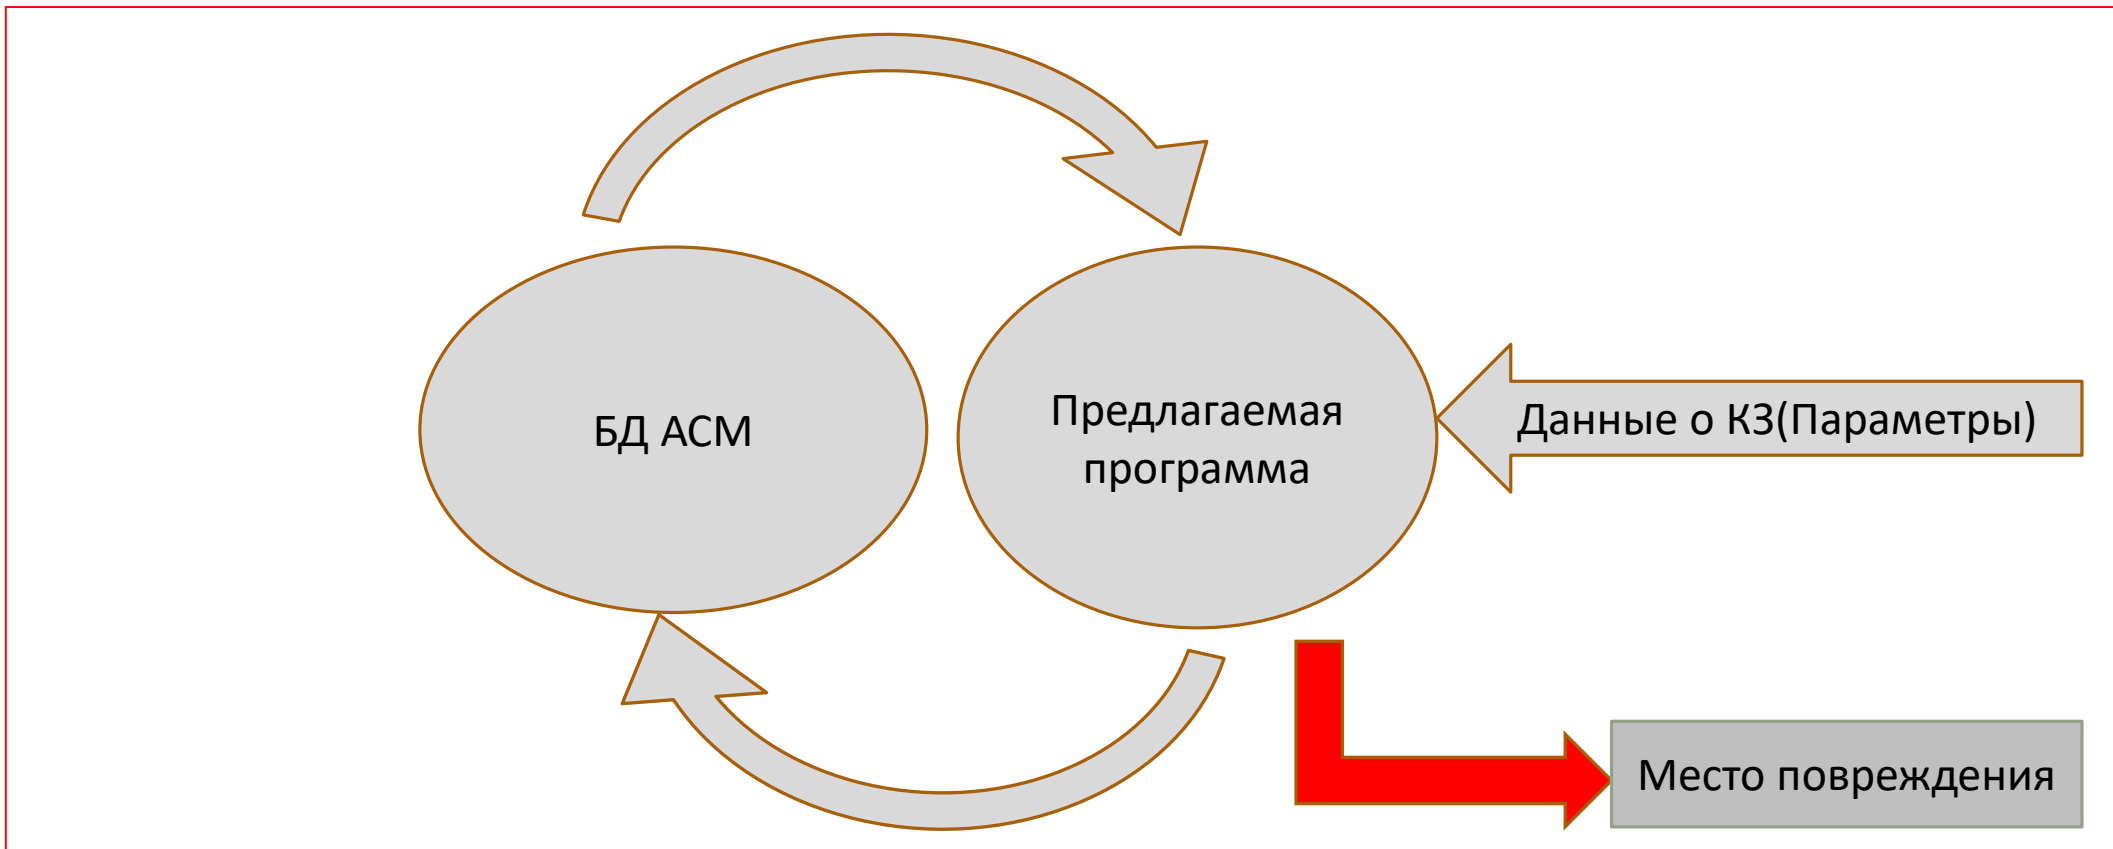 БД АСМ
Предлагаемая
программа
Данные о КЗ(Параметры)
Место повреждения